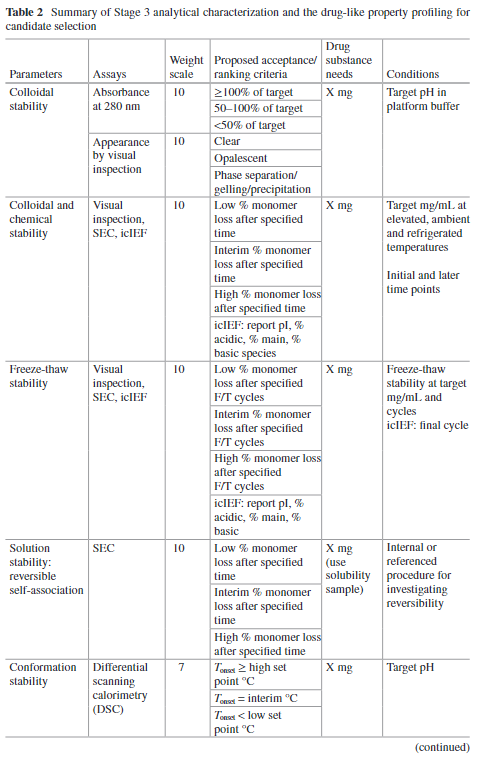 Table 2 Summary of Stage 3 analytical characterization and the drug-like property profiling for
candidate selection
Parameters
Assays
Weight
scale
Proposed acceptance/
ranking criteria
Drug
substance
needs
Conditions
Colloidal
stability
Absorbance
at 280 nm
10
≥100% of target
50–100% of target
<50% of target
X mg
Target pH in
platform buffer
Appearance
by visual
inspection
10
Clear
Opalescent
Phase separation/
gelling/precipitation
Colloidal and
chemical
stability
Visual
inspection,
SEC, icIEF
10
Low % monomer
loss after specified
time
Interim % monomer
loss after specified
time
High % monomer loss
after specified time
icIEF: report pI, %
acidic, % main, %
basic species
X mg
Target mg/mL at
elevated, ambient
and refrigerated
temperatures
Initial and later
time points
Freeze-thaw
stability
Visual
inspection,
SEC, icIEF
10
Low % monomer
loss after specified
F/T cycles
Interim % monomer
loss after specified
F/T cycles
High % monomer loss
after specified
F/T cycles
icIEF: report pI, %
acidic, % main, %
basic
X mg
Freeze-thaw
stability at target
mg/mL and
cycles
icIEF: final cycle
Solution
stability:
reversible
self-association
SEC
10
Low % monomer
loss after specified
time
Interim % monomer
loss after specified
time
High % monomer loss
after specified time
X mg
(use
solubility
sample)
Internal or
referenced
procedure for
investigating
reversibility
Conformation
stability
Differential
scanning
calorimetry
(DSC)
7
Tonset ≥ high set
point °C
Tonset = interim °C
Tonset < low set
point °C
X mg
Target pH
(continued)